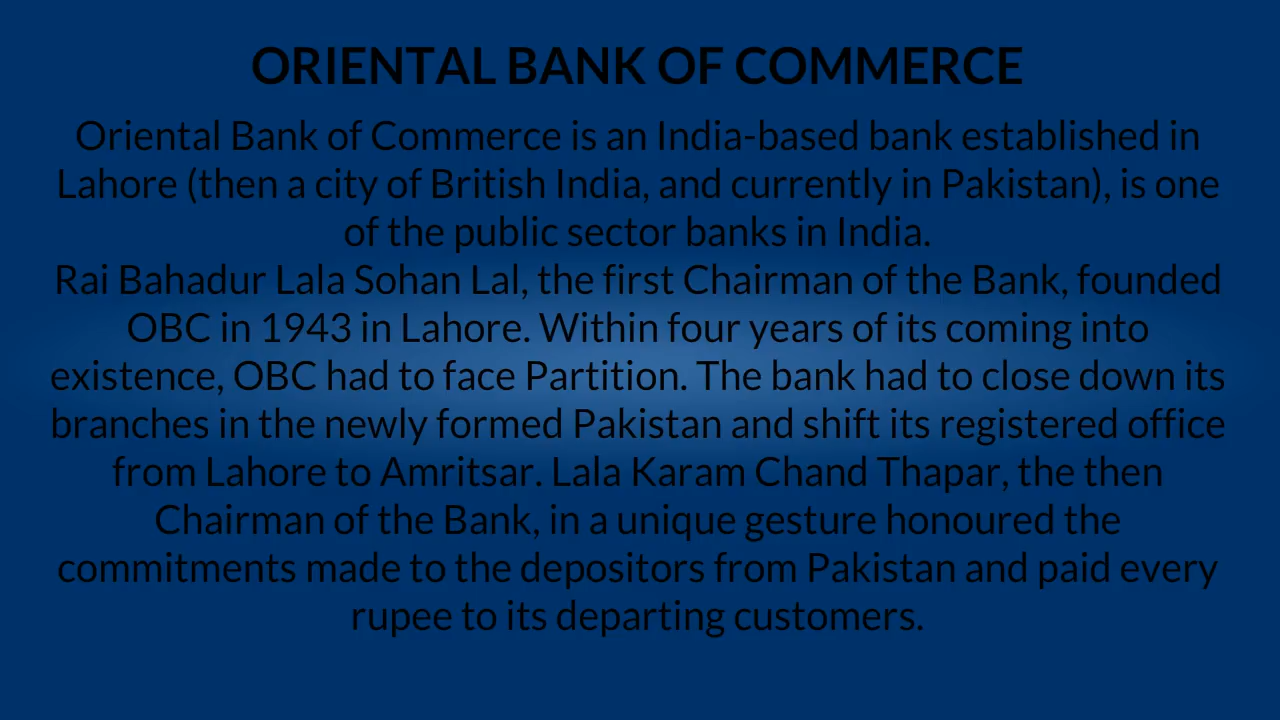 ORIENTAL BANK OF COMMERCE
Oriental Bank of Commerce is an India-based bank established in
Lahore (then a city of British India, and currently in Pakistan), is one
of the public sector banks in India.
Rai Bahadur Lala Sohan Lal, the first Chairman of the Bank, founded
OBC in 1943 in Lahore. Within four years of its coming into
existence, OBC had to face Partition. The bank had to close down its
branches in the newly formed Pakistan and shift its registered office
from Lahore to Amritsar. Lala Karam Chand Thapar, the then
Chairman of the Bank, in a unique gesture honoured the
commitments made to the depositors from Pakistan and paid every
rupee to its departing customers.